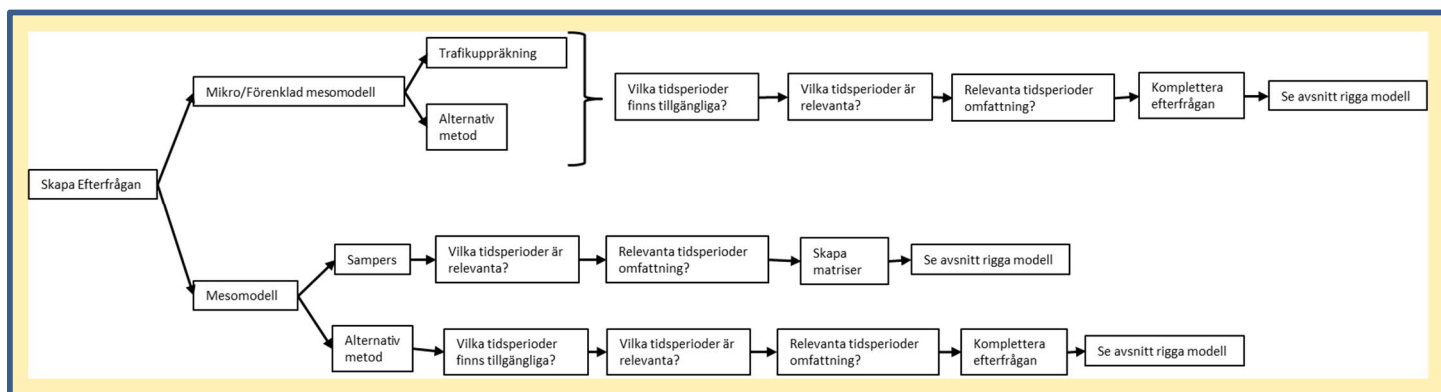 Skapa Efterfrågan
Mikro/Förenklad mesomodell
Trafikuppräkning
Alternativ
metod
Vilka tidsperioder
finns tillgängliga?
Vilka tidsperioder är
relevanta?
Relevanta tidsperioder
omfattning?
Komplettera
efterfrågan
Se avsnitt rigga modell
Mesomodell
Sampers
Vilka tidsperioder är
relevanta?
Relevanta tidsperioder
omfattning?
Skapa
matriser
Se avsnitt rigga modell
Alternativ
metod
Vilka tidsperioder
finns tillgängliga?
Vilka tidsperioder är
relevanta?
Relevanta tidsperioder
omfattning?
Komplettera
efterfrågan
Se avsnitt rigga modell